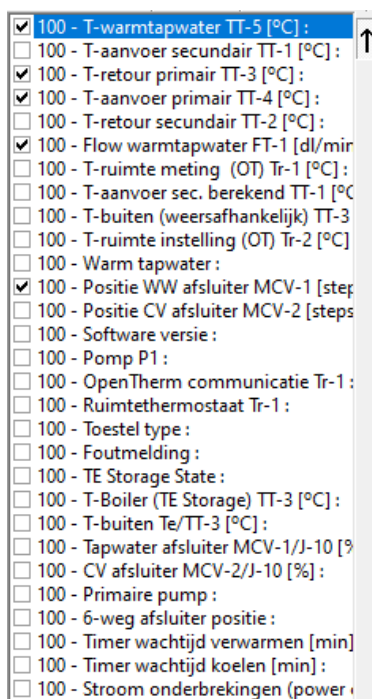 100 - T-warmtapwater TT-5 [ºC] :
100 - T-aanvoer secundair TT-1 [ºC] :
100 - T-retour primair TT-3 [ºC] :
100 - T-aanvoer primair TT-4 [ºC] :
100 - T-retour secundair TT-2 [ºC] :
100 - Flow warmtapwater FT-1 [dl/min
100 - T-ruimte meting (OT) Tr-1 [ºC] :
100 - T-aanvoer sec. berekend TT-1 [ºC
100 - T-buiten (weersafhankelijk) TT-3
100 - T-ruimte instelling (OT) Tr-2 [ºC]
100 - Warm tapwater :
100 - Positie WW afsluiter MCV-1 [step
100 - Positie CV afsluiter MCV-2 [steps
100 - Software versie :
100 - Pomp P1 :
100 - OpenTherm communicatie Tr-1 :
100 - Ruimtethermostaat Tr-1 :
100 - Toestel type :
100 - Foutmelding :
100 - TE Storage State :
100 - T-Boiler (TE Storage) TT-3 [ºC] :
100 - T-buiten Te/TT-3 [ºC] :
100 - Tapwater afsluiter MCV-1/J-10 [%
100 - CV afsluiter MCV-2/J-10 [%] :
100 - Primaire pump :
100 - 6-weg afsluiter positie :
100 - Timer wachtijd verwarmen [min]
100 - Timer wachtijd koelen [min] :
100 - Stroom onderbrekingen (power